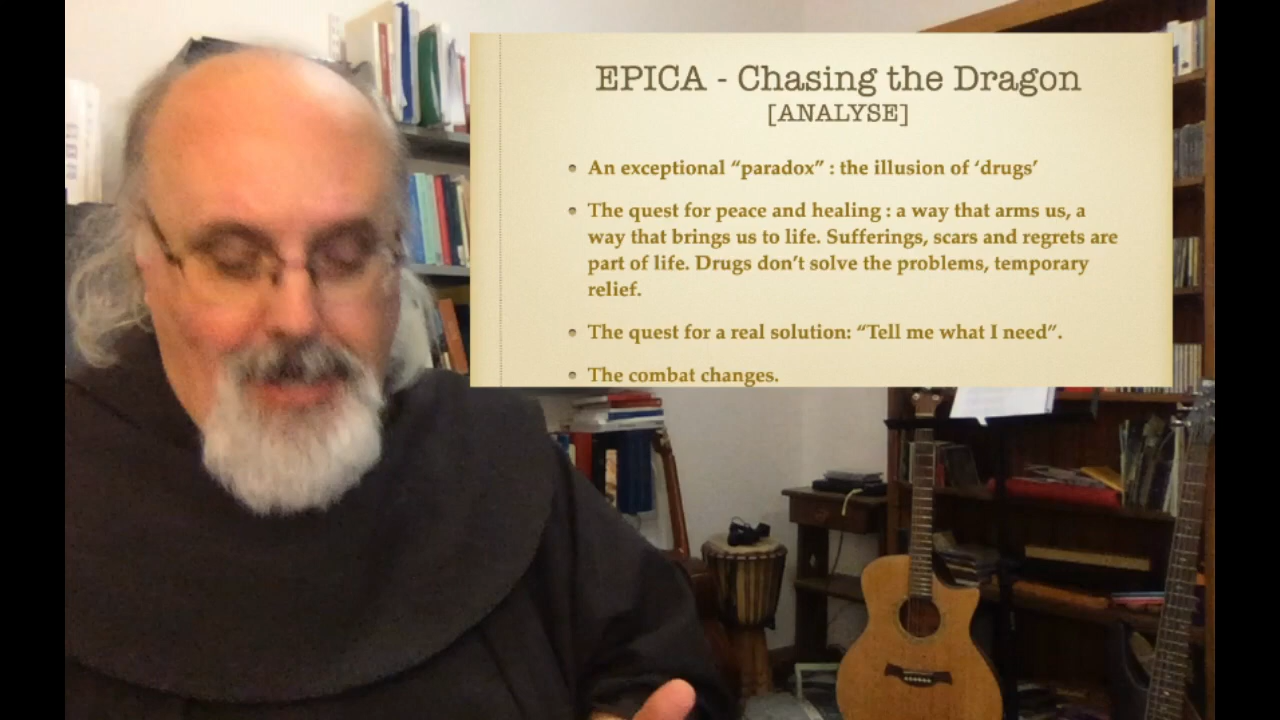 EPICA - Chasing the Dragon
[ANALYSE]
• An exceptional “paradox” : the illusion of ‘drugs’
• The quest for peace and healing : a way that arms us, a
way that brings us to life. Sufferings, scars and regrets are
part of life. Drugs don’t solve the problems, temporary
relief.
• The quest for a real solution: “Tell me what I need”.
• The combat changes.